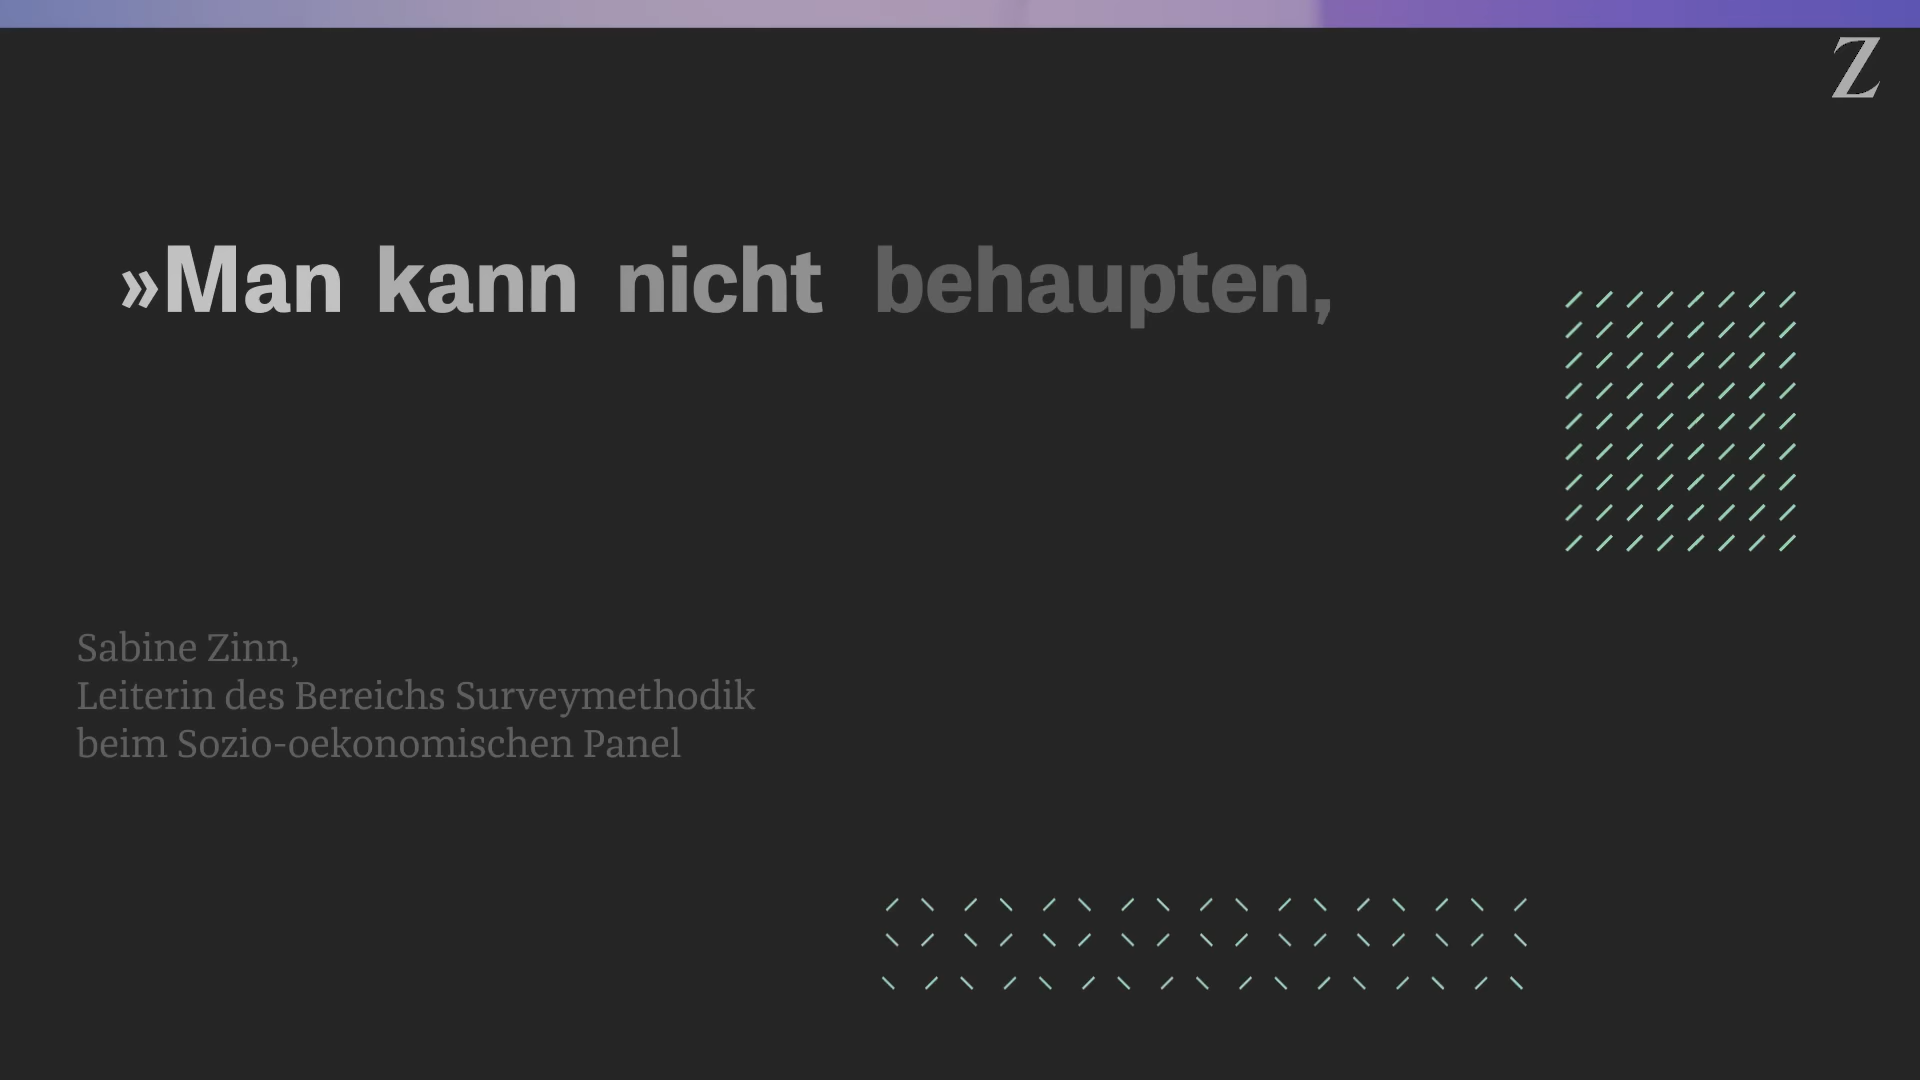 Z
»Man kann nicht behaupten,
Sabine Zinn,
Leiterin des Bereichs Surveymethodik
beim Sozio-oekonomischen Panel